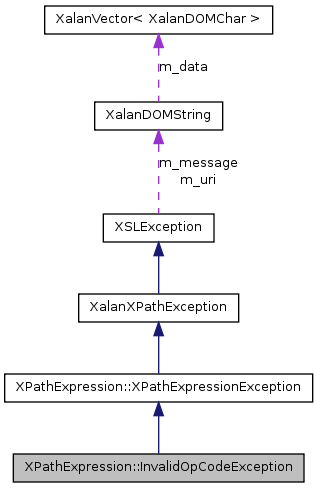 XalanVector< XalanDOMChar >
m_data
XalanDOMString
m_message
m_uri
XSLException
XalanXPathException
XPathExpression::XPathExpressionException
XPathExpression::InvalidOpCodeException